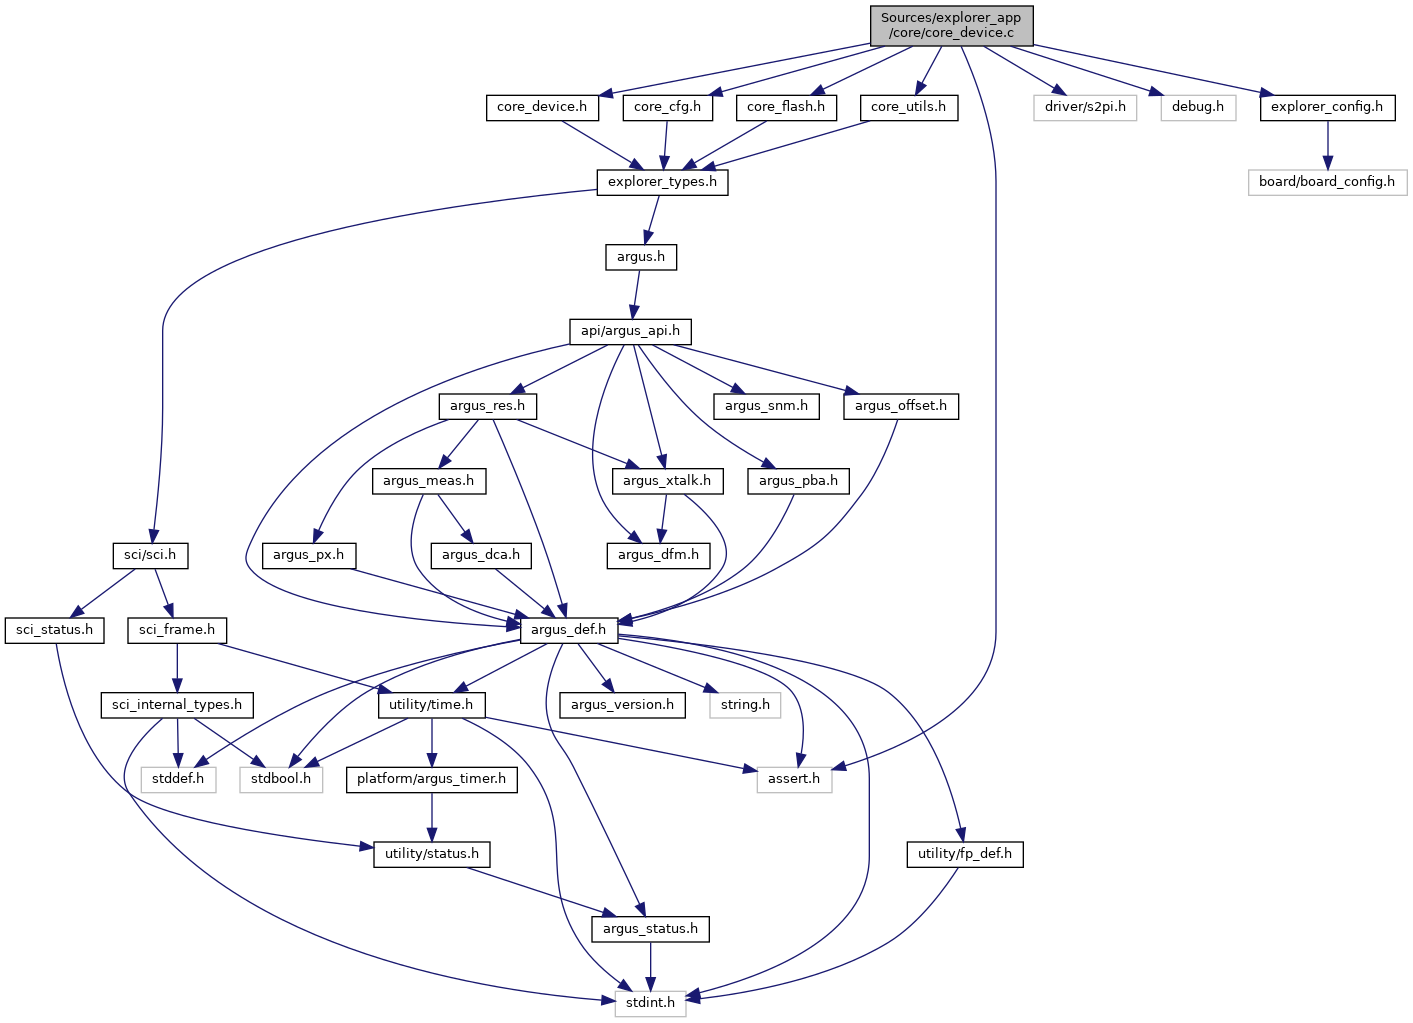 Sources/explorer_app
/core/core_device.c
core_device.h
core_cfg.h
core_flash.h
core_utils.h
driver/s2pi.h
debug.h
explorer_config.h
explorer_types.h
board/board_config.h
argus.h
api/argus_api.h
argus_res.h
argus_snm.h
argus_offset.h
argus_meas.h
argus_xtalk.h
argus_pba.h
sci/sci.h
argus_px.h
argus_dca.h
argus_dfm.h
sci_status.h
sci_frame.h
argus_def.h
sci_internal_types.h
utility/time.h
argus_version.h
string.h
stddef.h
stdbool.h
platform/argus_timer.h
assert.h
utility/status.h
utility/fp_def.h
argus_status.h
stdint.h